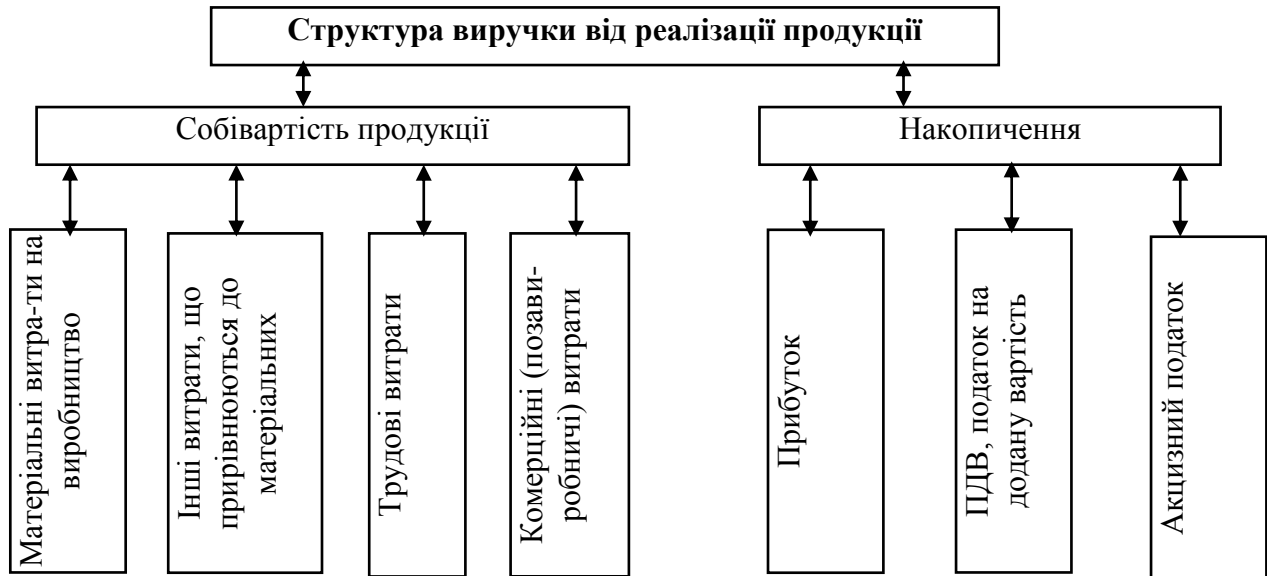 Структура виручки від реалізації продукції
Собівартість продукції
Накопичення
Матеріальні витра-ти на
виробництво
Інші витрати, що
прирівнюються до
матеріальних
Трудові витрати
Комерційні (позави-
робничі) витрати
Прибуток
ПДВ, податок на
додану вартість
Акцизний податок